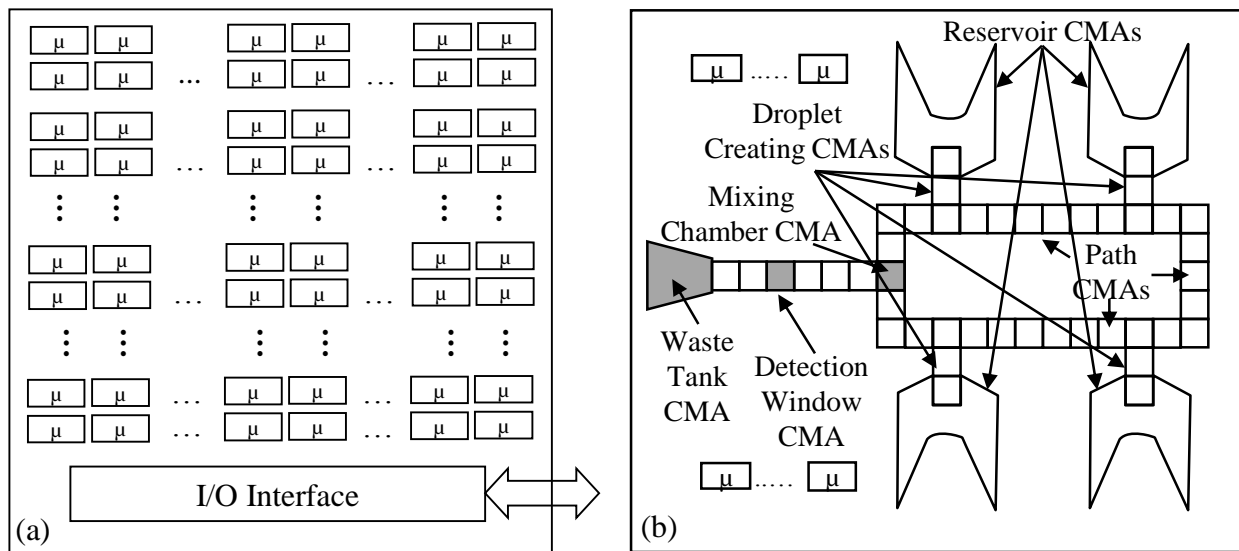 μ μ μ μ μ μ
μ μ ... μ μ ... μ μ
μ μ μ μ μ μ
μ μ ... μ μ ... μ μ
μ μ μ μ μ μ
μ μ ... μ μ ... μ μ
μ μ μ μ μ μ
μ μ ... μ μ ... μ μ
I/O Interface
(a)
Reservoir CMAs
μ ..... μ
Droplet
Creating CMAs
Mixing
Chamber CMA
Path
CMAs
Waste
Tank
CMA
Detection
Window
CMA
μ ..... μ
(b)